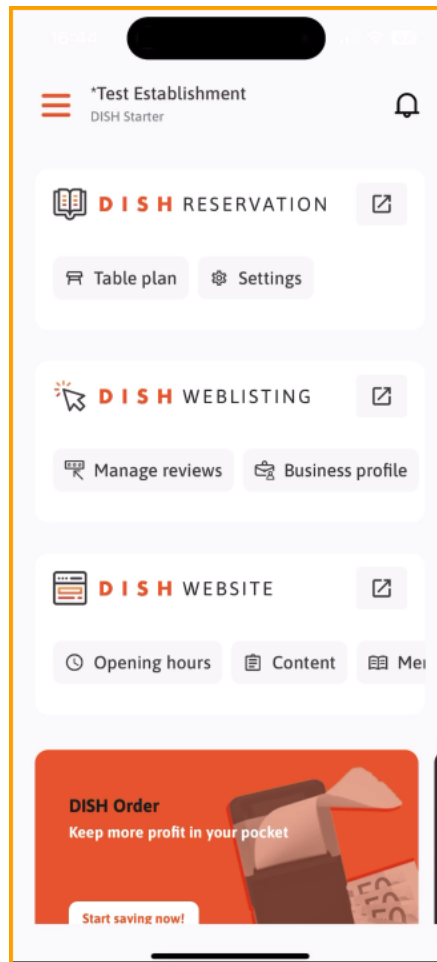 *Test Establishment
DISH Starter
DISH RESERVATION
Table plan Settings
DISH WEBLISTING
Manage reviews Business profile
DISH WEBSITE
Opening hours Content Mer
DISH Order
Keep more profit in your pocket
Start saving now!